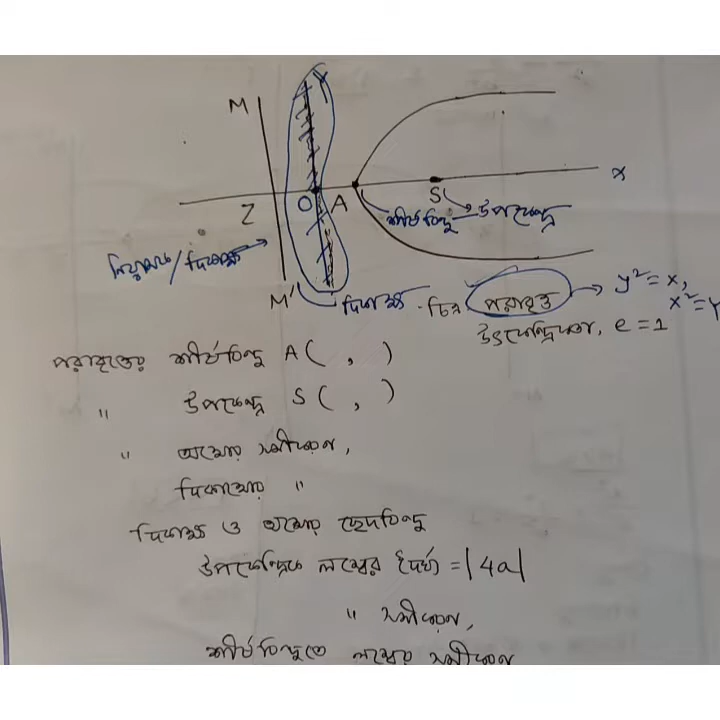 M
Y
x
Z
O
A
S
শীর্ষবিন্দু
উপকেন্দ্র
নিয়ামক/দিকাক্ষ
M'
দিকাক্ষ
চিত্র পরাবৃত্ত
y²=x,
x²=y
উৎকেন্দ্রিকতা, e=1
পরাবৃত্তের শীর্ষবিন্দু A( , )
" উপকেন্দ্র S( , )
" অক্ষের সমীকরণ,
দিকাক্ষের "
দিকাক্ষ ও অক্ষের ছেদবিন্দু
উপকেন্দ্রিক লম্বের দৈর্ঘ্য =|4a|
" সমীকরণ,
শীর্ষবিন্দুতে লম্বের সমীকরণ